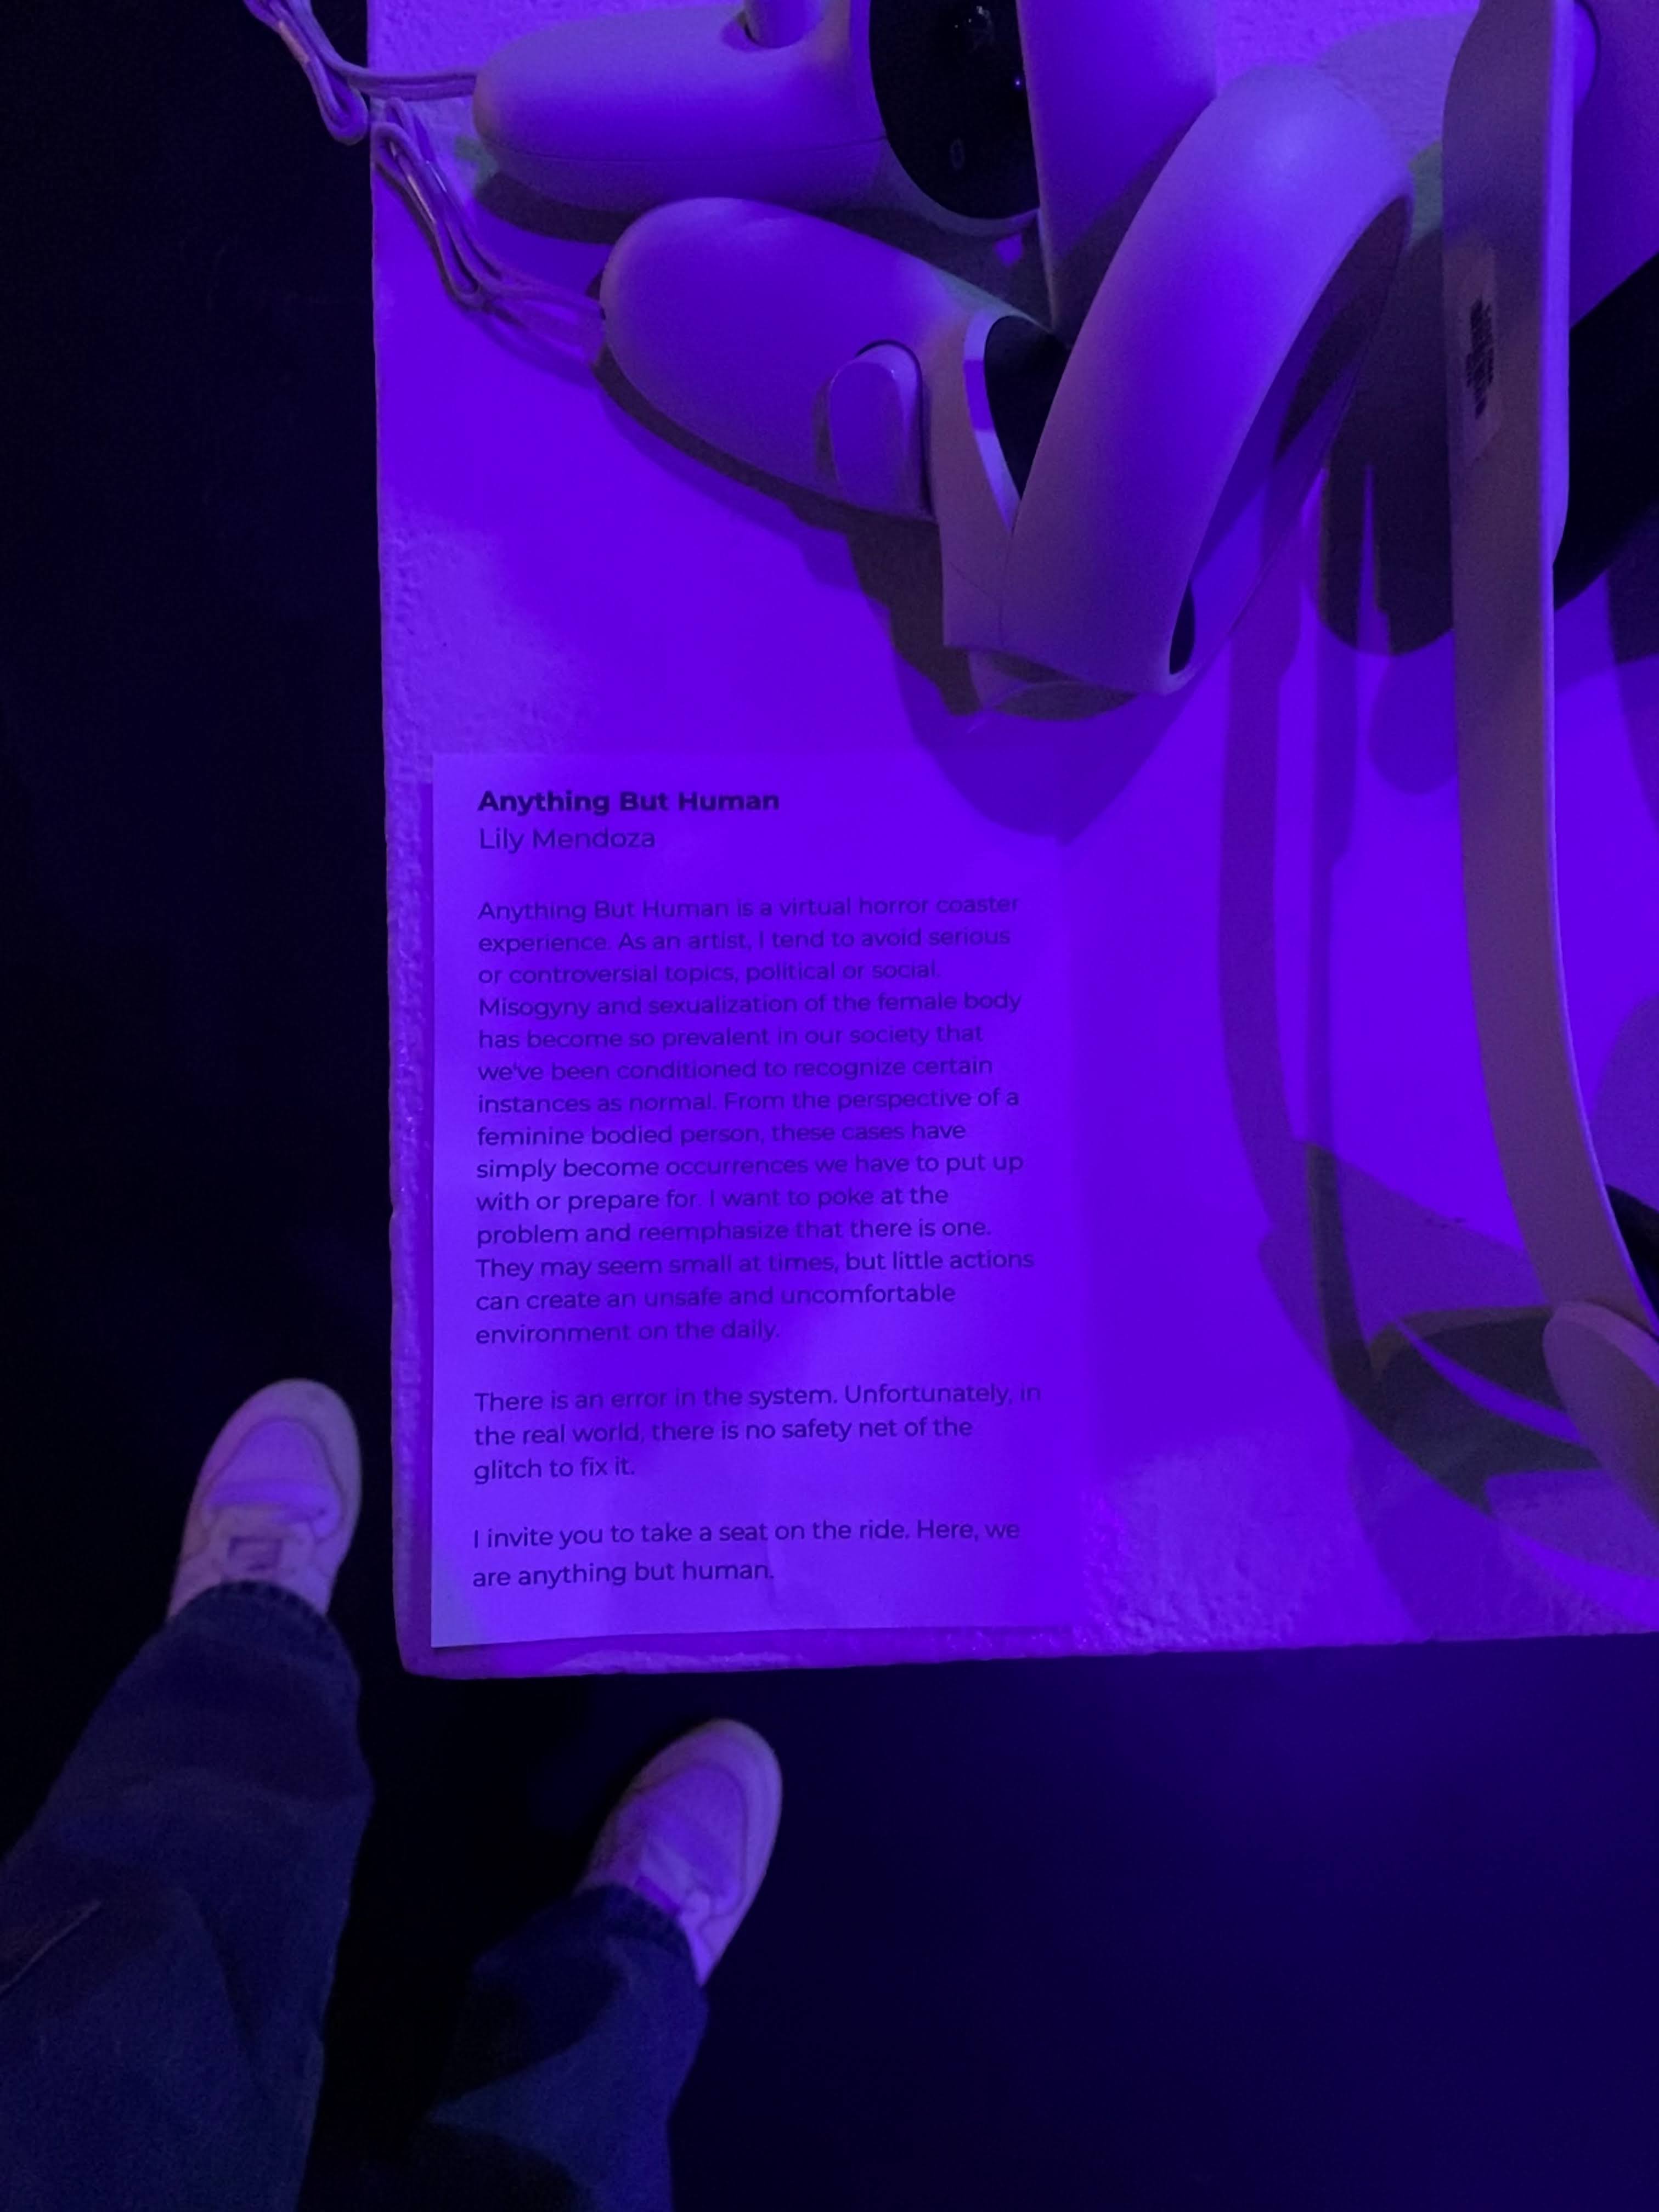 Anything But Human
Lily Mendoza
Anything But Human is a virtual horror coaster
experience. As an artist, I tend to avoid serious
or controversial topics, political or social.
Misogyny and sexualization of the female body
has become so prevalent in our society that
we've been conditioned to recognize certain
instances as normal. From the perspective of a
feminine bodied person, these cases have
simply become occurrences we have to put up
with or prepare for. I want to poke at the
problem and reemphasize that there is one.
They may seem small at times, but little actions
can create an unsafe and uncomfortable
environment on the daily.
There is an error in the system. Unfortunately, in
the real world, there is no safety net of the
glitch to fix it.
I invite you to take a seat on the ride. Here, we
are anything but human.